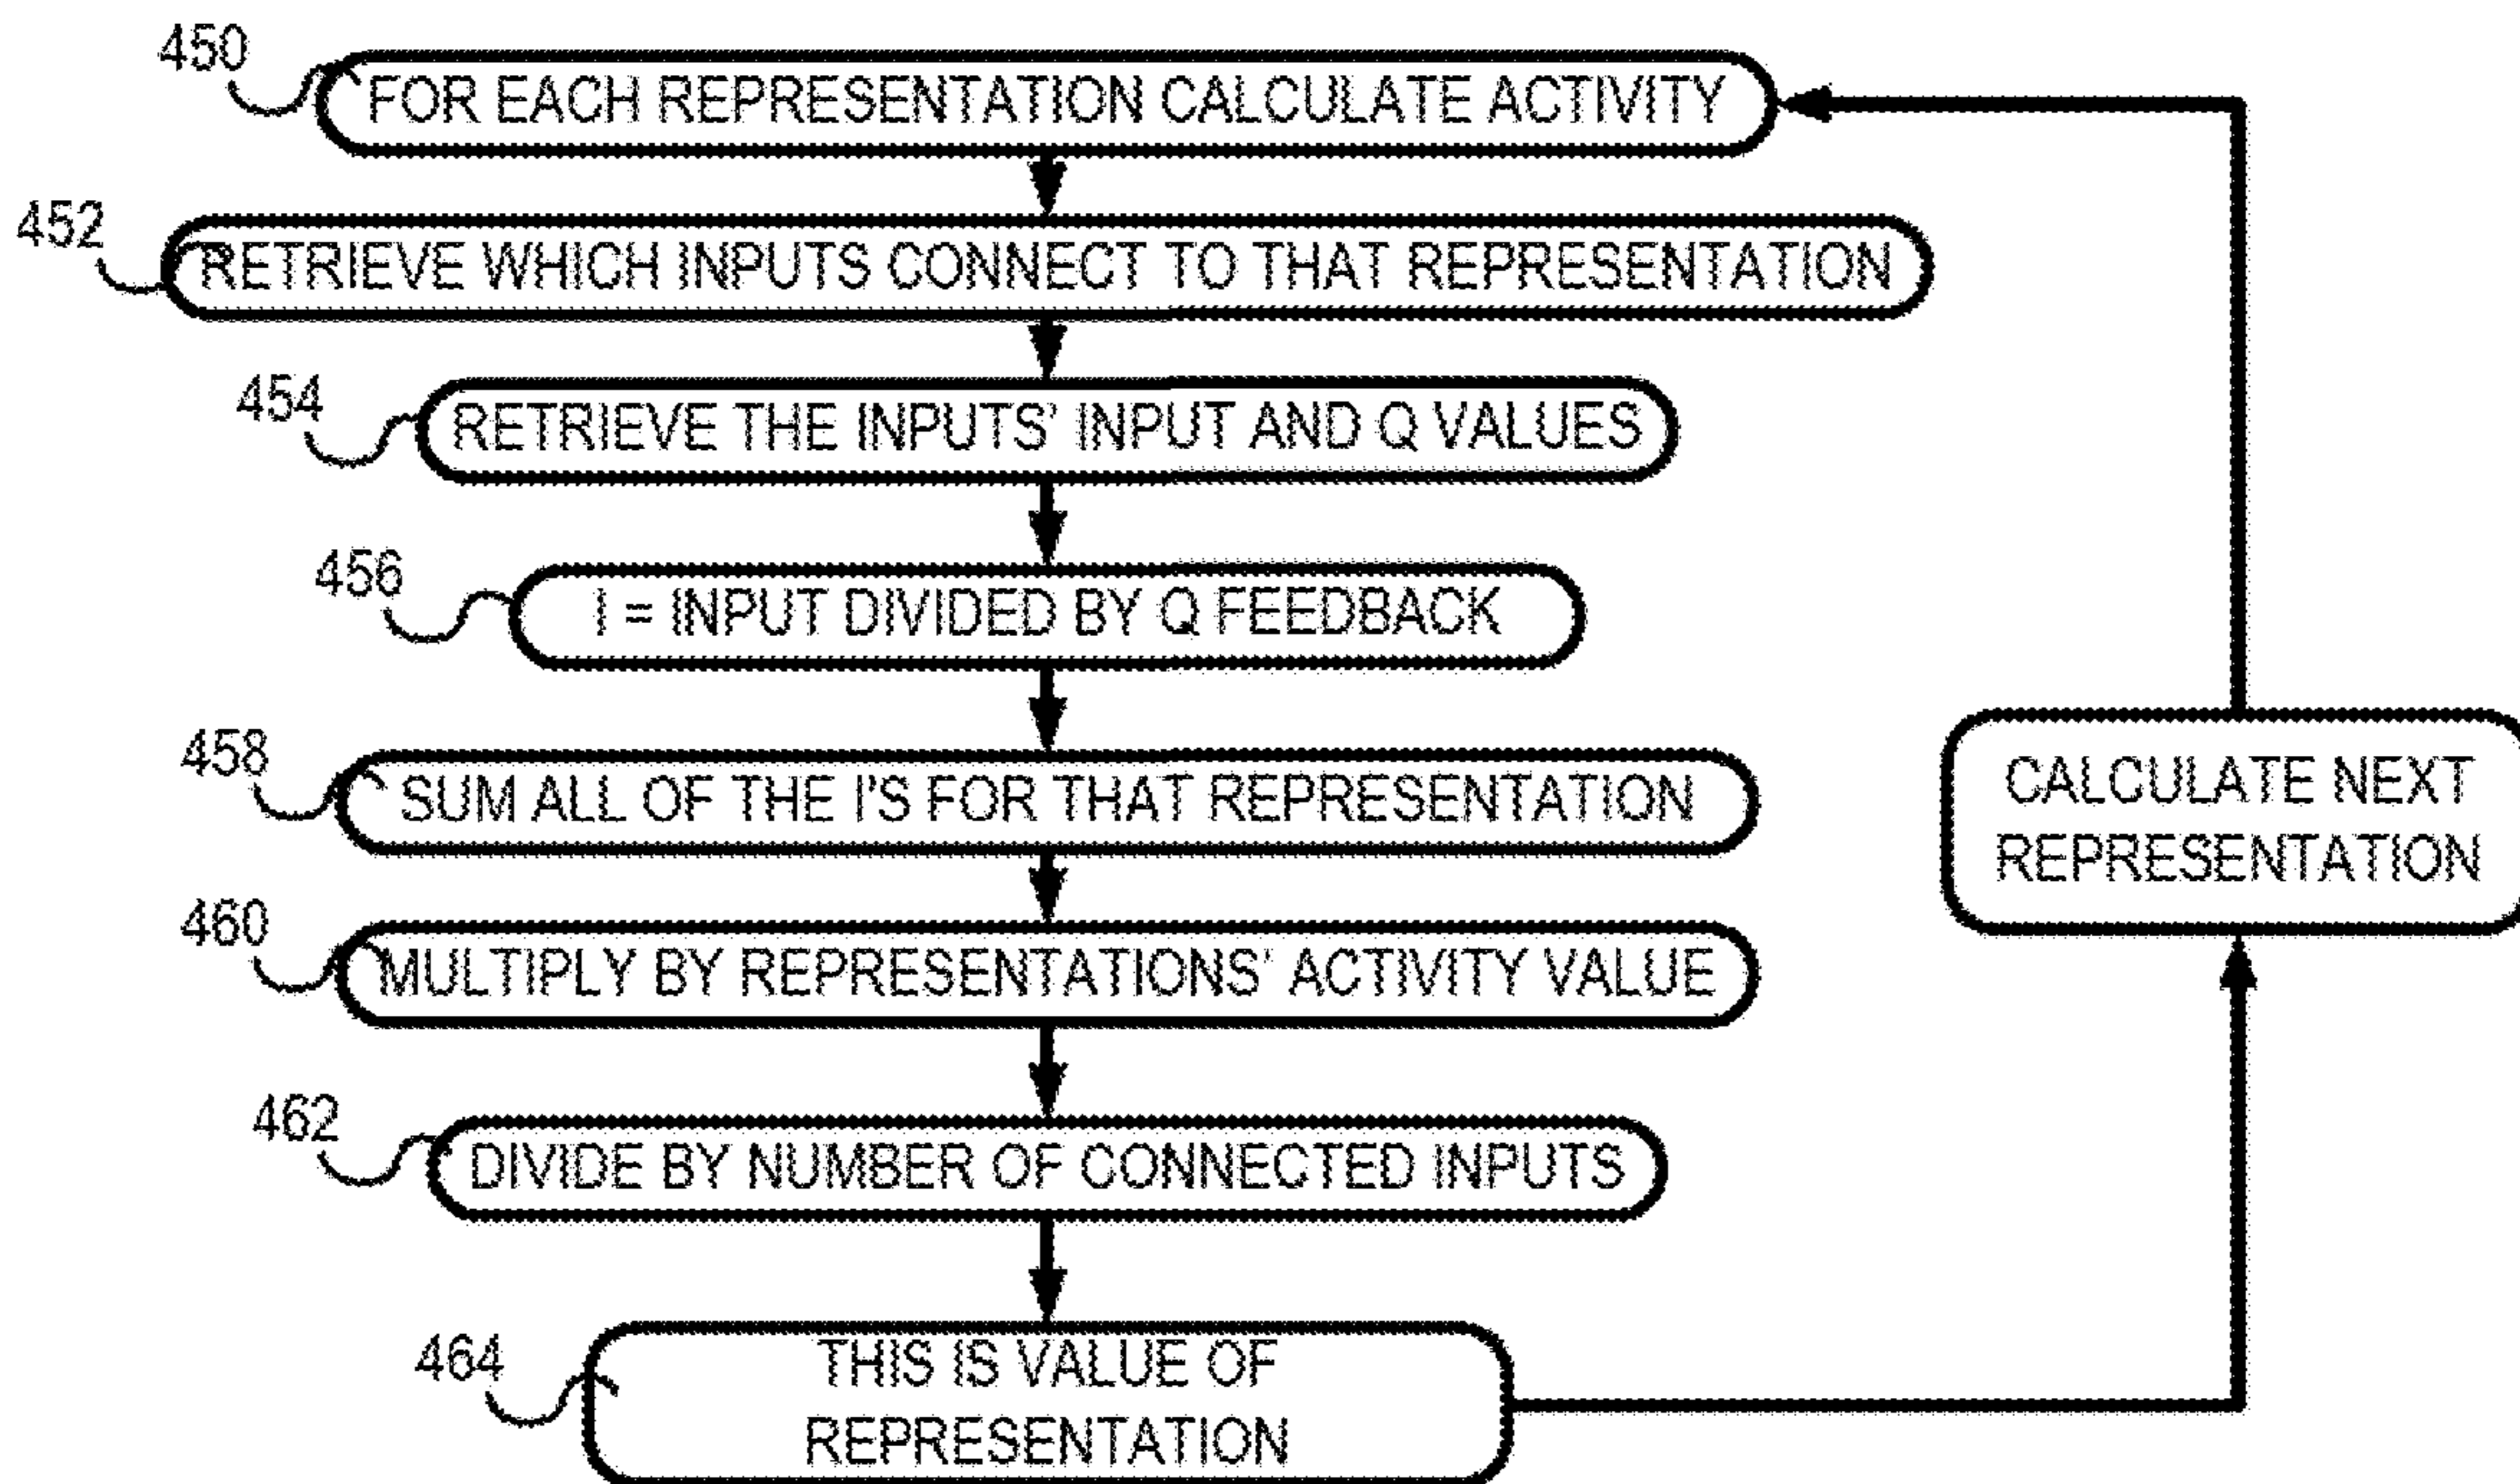 450
FOR EACH REPRESENTATION CALCULATE ACTIVITY
452
RETRIEVE WHICH INPUTS CONNECT TO THAT REPRESENTATION
454
RETRIEVE THE INPUTS' INPUT AND Q VALUES
456
I = INPUT DIVIDED BY Q FEEDBACK
458
SUM ALL OF THE I'S FOR THAT REPRESENTATION
460
MULTIPLY BY REPRESENTATIONS' ACTIVITY VALUE
462
DIVIDE BY NUMBER OF CONNECTED INPUTS
464
THIS IS VALUE OF
REPRESENTATION
CALCULATE NEXT
REPRESENTATION